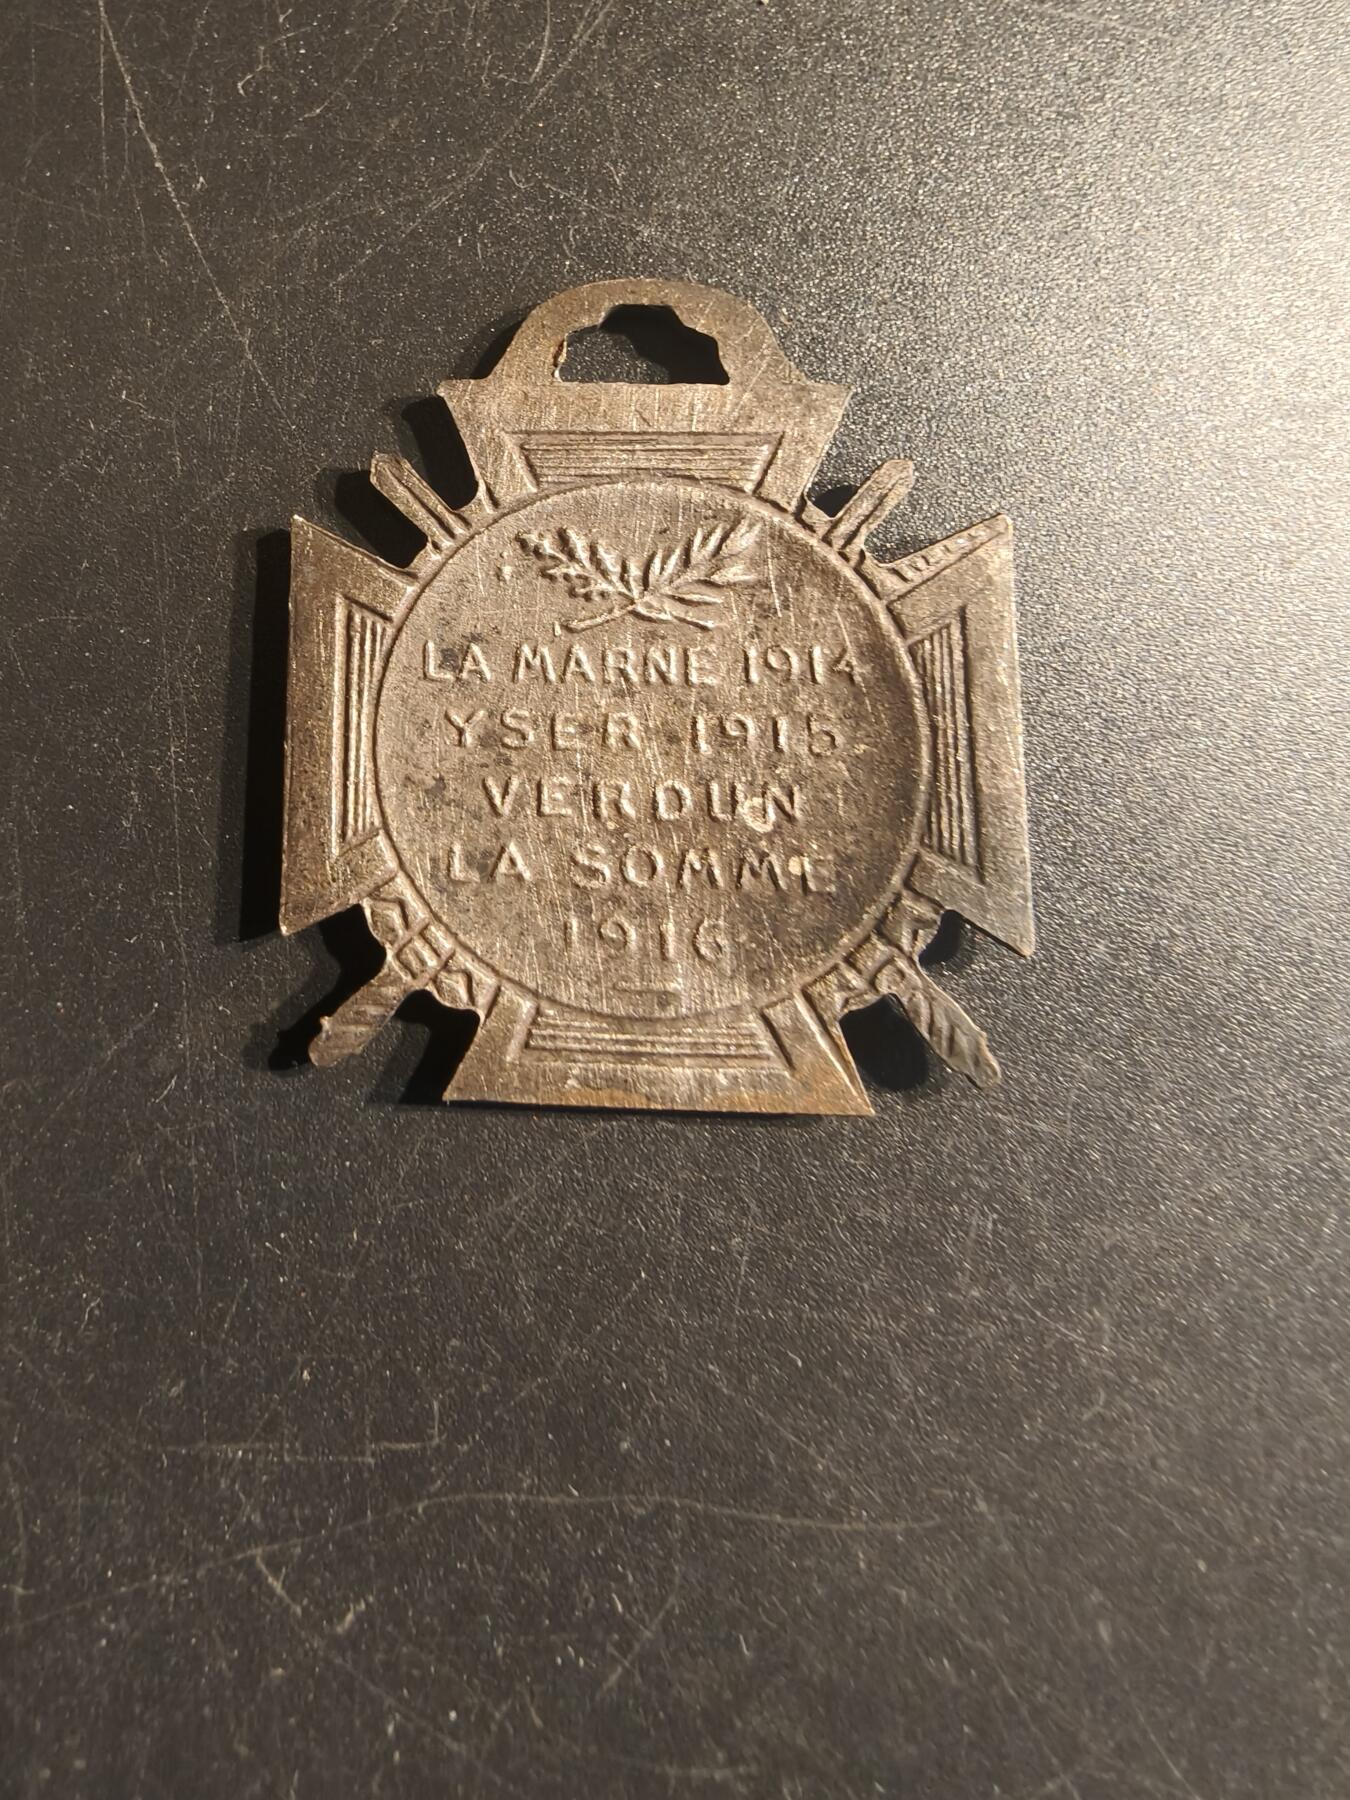 LA MARNE 1914
YSER 1915
VERDUN
LA SOMME
1916